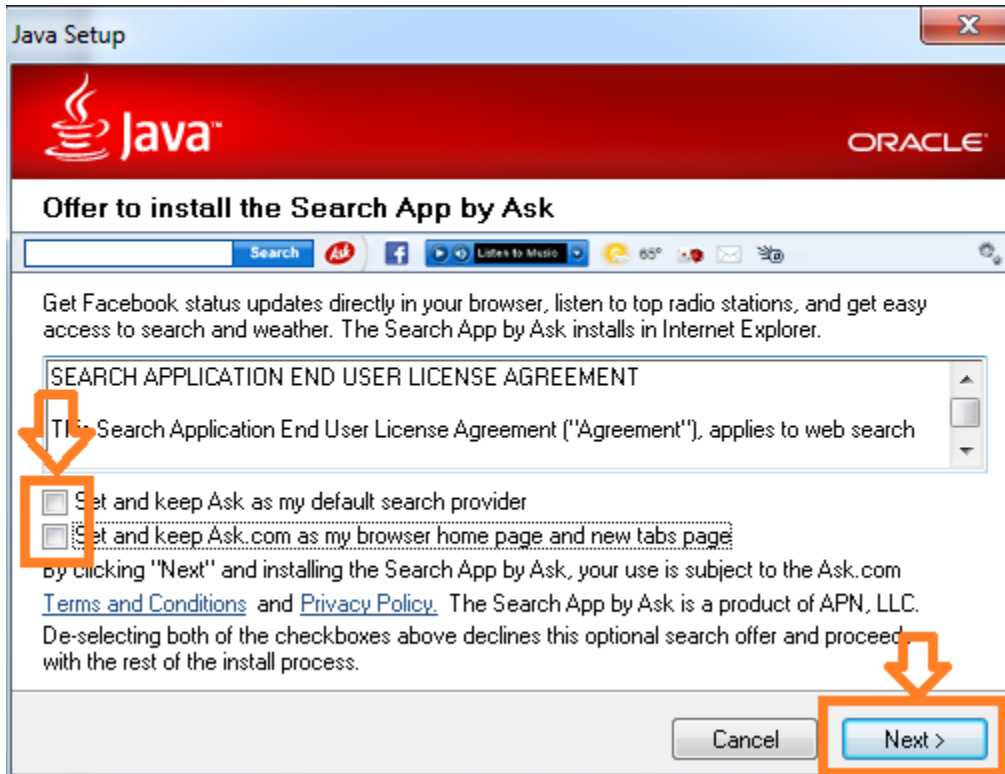 Java Setup
Java™
ORACLE
Offer to install the Search App by Ask
Search Ask Listen to Music 65°
Get Facebook status updates directly in your browser, listen to top radio stations, and get easy
access to search and weather. The Search App by Ask installs in Internet Explorer.
SEARCH APPLICATION END USER LICENSE AGREEMENT
This Search Application End User License Agreement ("Agreement"), applies to web search
Set and keep Ask as my default search provider
Set and keep Ask.com as my browser home page and new tabs page
By clicking "Next" and installing the Search App by Ask, your use is subject to the Ask.com
Terms and Conditions and Privacy Policy. The Search App by Ask is a product of APN, LLC.
De-selecting both of the checkboxes above declines this optional search offer and proceeds
with the rest of the install process.
Cancel Next >